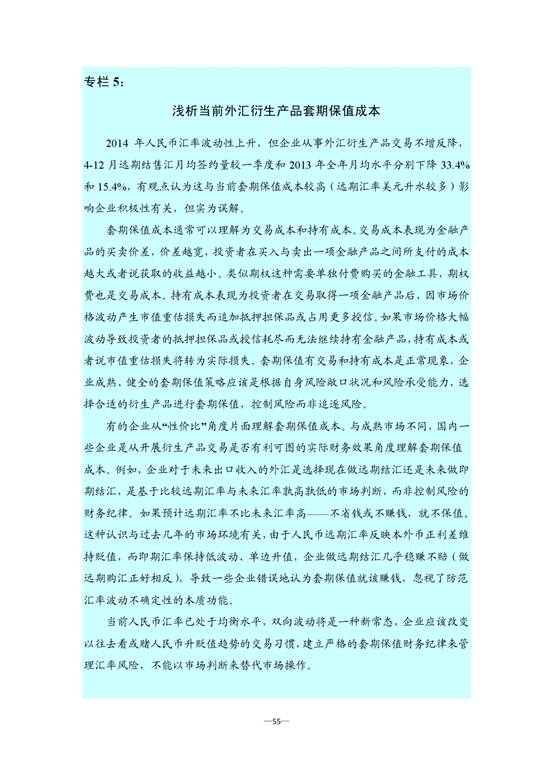 专栏 5：
浅析当前外汇衍生产品套期保值成本
2014 年人民币汇率波动性上升，但企业从事外汇衍生产品交易不增反降，
4-12 月远期结售汇月均签约量较一季度和 2013 年全年月均水平分别下降 33.4%
和 15.4%，有观点认为这与当前套期保值成本较高（远期汇率美元升水较多）影
响企业积极性有关，但实为误解。
套期保值成本通常可以理解为交易成本和持有成本。交易成本表现为金融产
品的买卖价差，价差越宽，投资者在买入与卖出一项金融产品之间所支付的成本
越大或者说获取的收益越小。类似期权这种需要单独付费购买的金融工具，期权
费也是交易成本。持有成本表现为投资者在交易取得一项金融产品后，因市场价
格波动产生市值重估损失而追加抵押担保品或占用更多授信。如果市场价格大幅
波动导致投资者的抵押担保品或授信耗尽而无法继续持有金融产品，持有成本或
者说市值重估损失将转为实际损失。套期保值有交易和持有成本是正常现象，企
业成熟、健全的套期保值策略应该是根据自身风险敞口状况和风险承受能力，选
择合适的衍生产品进行套期保值，控制风险而非追逐风险。
有的企业从“性价比”角度片面理解套期保值成本。与成熟市场不同，国内一
些企业是从开展衍生产品交易是否有利可图的实际财务效果角度理解套期保值
成本。例如，企业对于未来出口收入的外汇是选择现在做远期结汇还是未来做即
期结汇，是基于比较远期汇率与未来汇率孰高孰低的市场判断，而非控制风险的
财务纪律。如果预计远期汇率不比未来汇率高——不省钱或不赚钱，就不保值。
这种认识与过去几年的市场环境有关，由于人民币远期汇率反映本外币正利差维
持贬值，而即期汇率保持低波动、单边升值，企业做远期结汇几乎稳赚不赔（做
远期购汇正好相反），导致一些企业错误地认为套期保值就该赚钱，忽视了防范
汇率波动不确定性的本质功能。
当前人民币汇率已处于均衡水平，双向波动将是一种新常态，企业应该改变
以往去看或赌人民币升贬值趋势的交易习惯，建立严格的套期保值财务纪律来管
理汇率风险，不能以市场判断来替代市场操作。
—55—